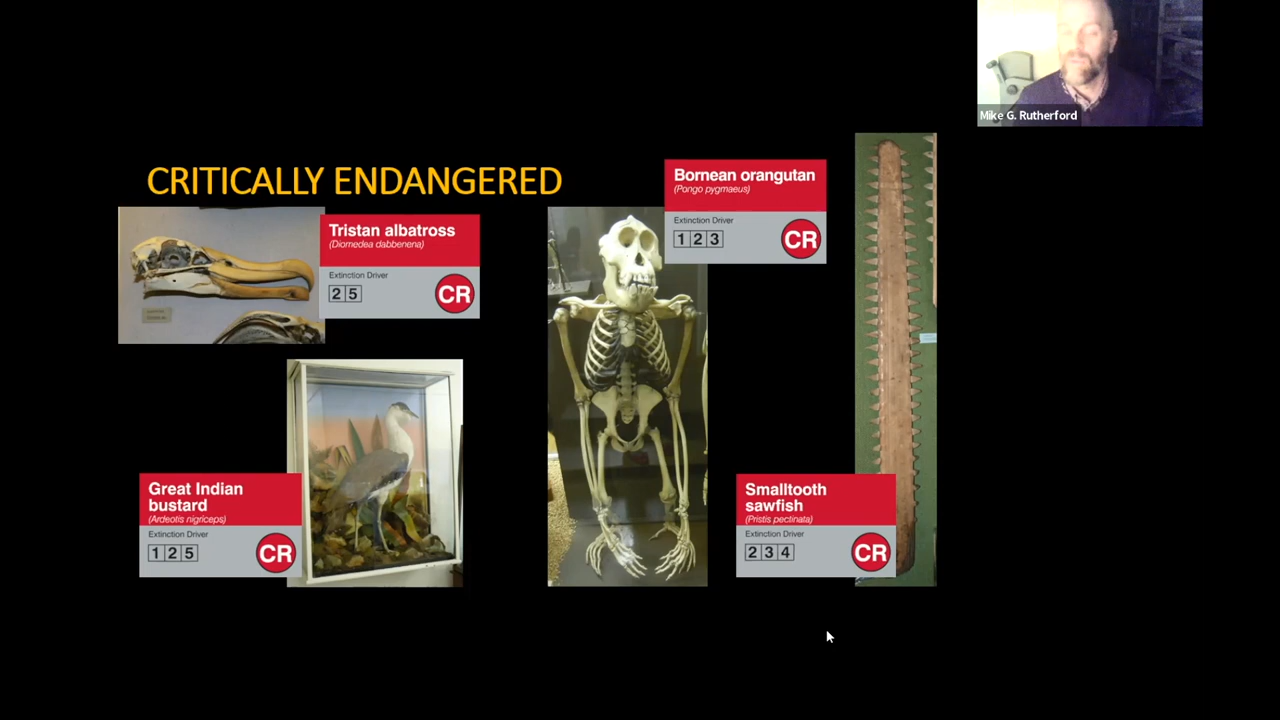 Mike G. Rutherford
CRITICALLY ENDANGERED
Tristan albatross
(Diomedea dabbenena)
Extinction Driver
2 5
CR
Bornean orangutan
(Pongo pygmaeus)
Extinction Driver
1 2 3
CR
Great Indian
bustard
(Ardeotis nigriceps)
Extinction Driver
1 2 5
CR
Smalltooth
sawfish
(Pristis pectinata)
Extinction Driver
2 3 4
CR